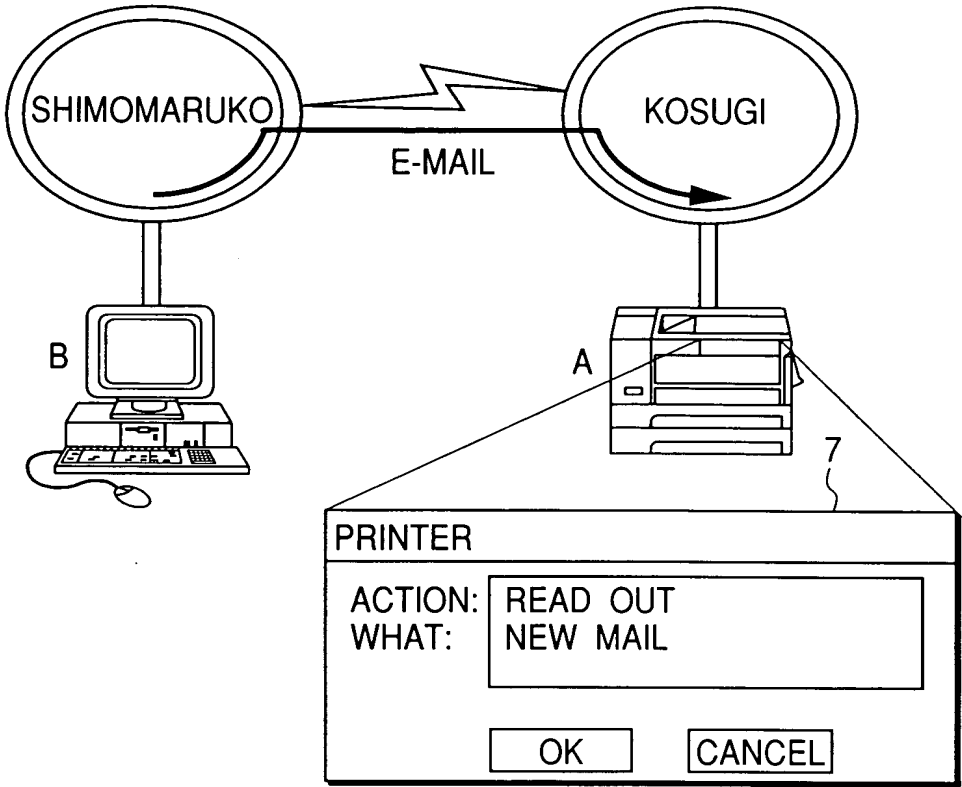 SHIMOMARUKO
KOSUGI
E-MAIL
B
A
7
PRINTER
ACTION: READ OUT
WHAT: NEW MAIL
OK CANCEL